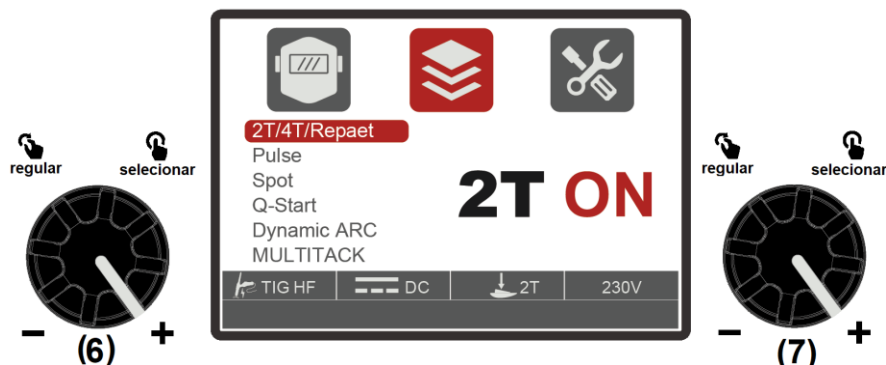 2T/4T/Repaet
Pulse
Spot
Q-Start
Dynamic ARC
MULTITACK
2T ON
TIG HF
DC
2T
230V
regular
selecionar
− +
(6)
regular
selecionar
− +
(7)